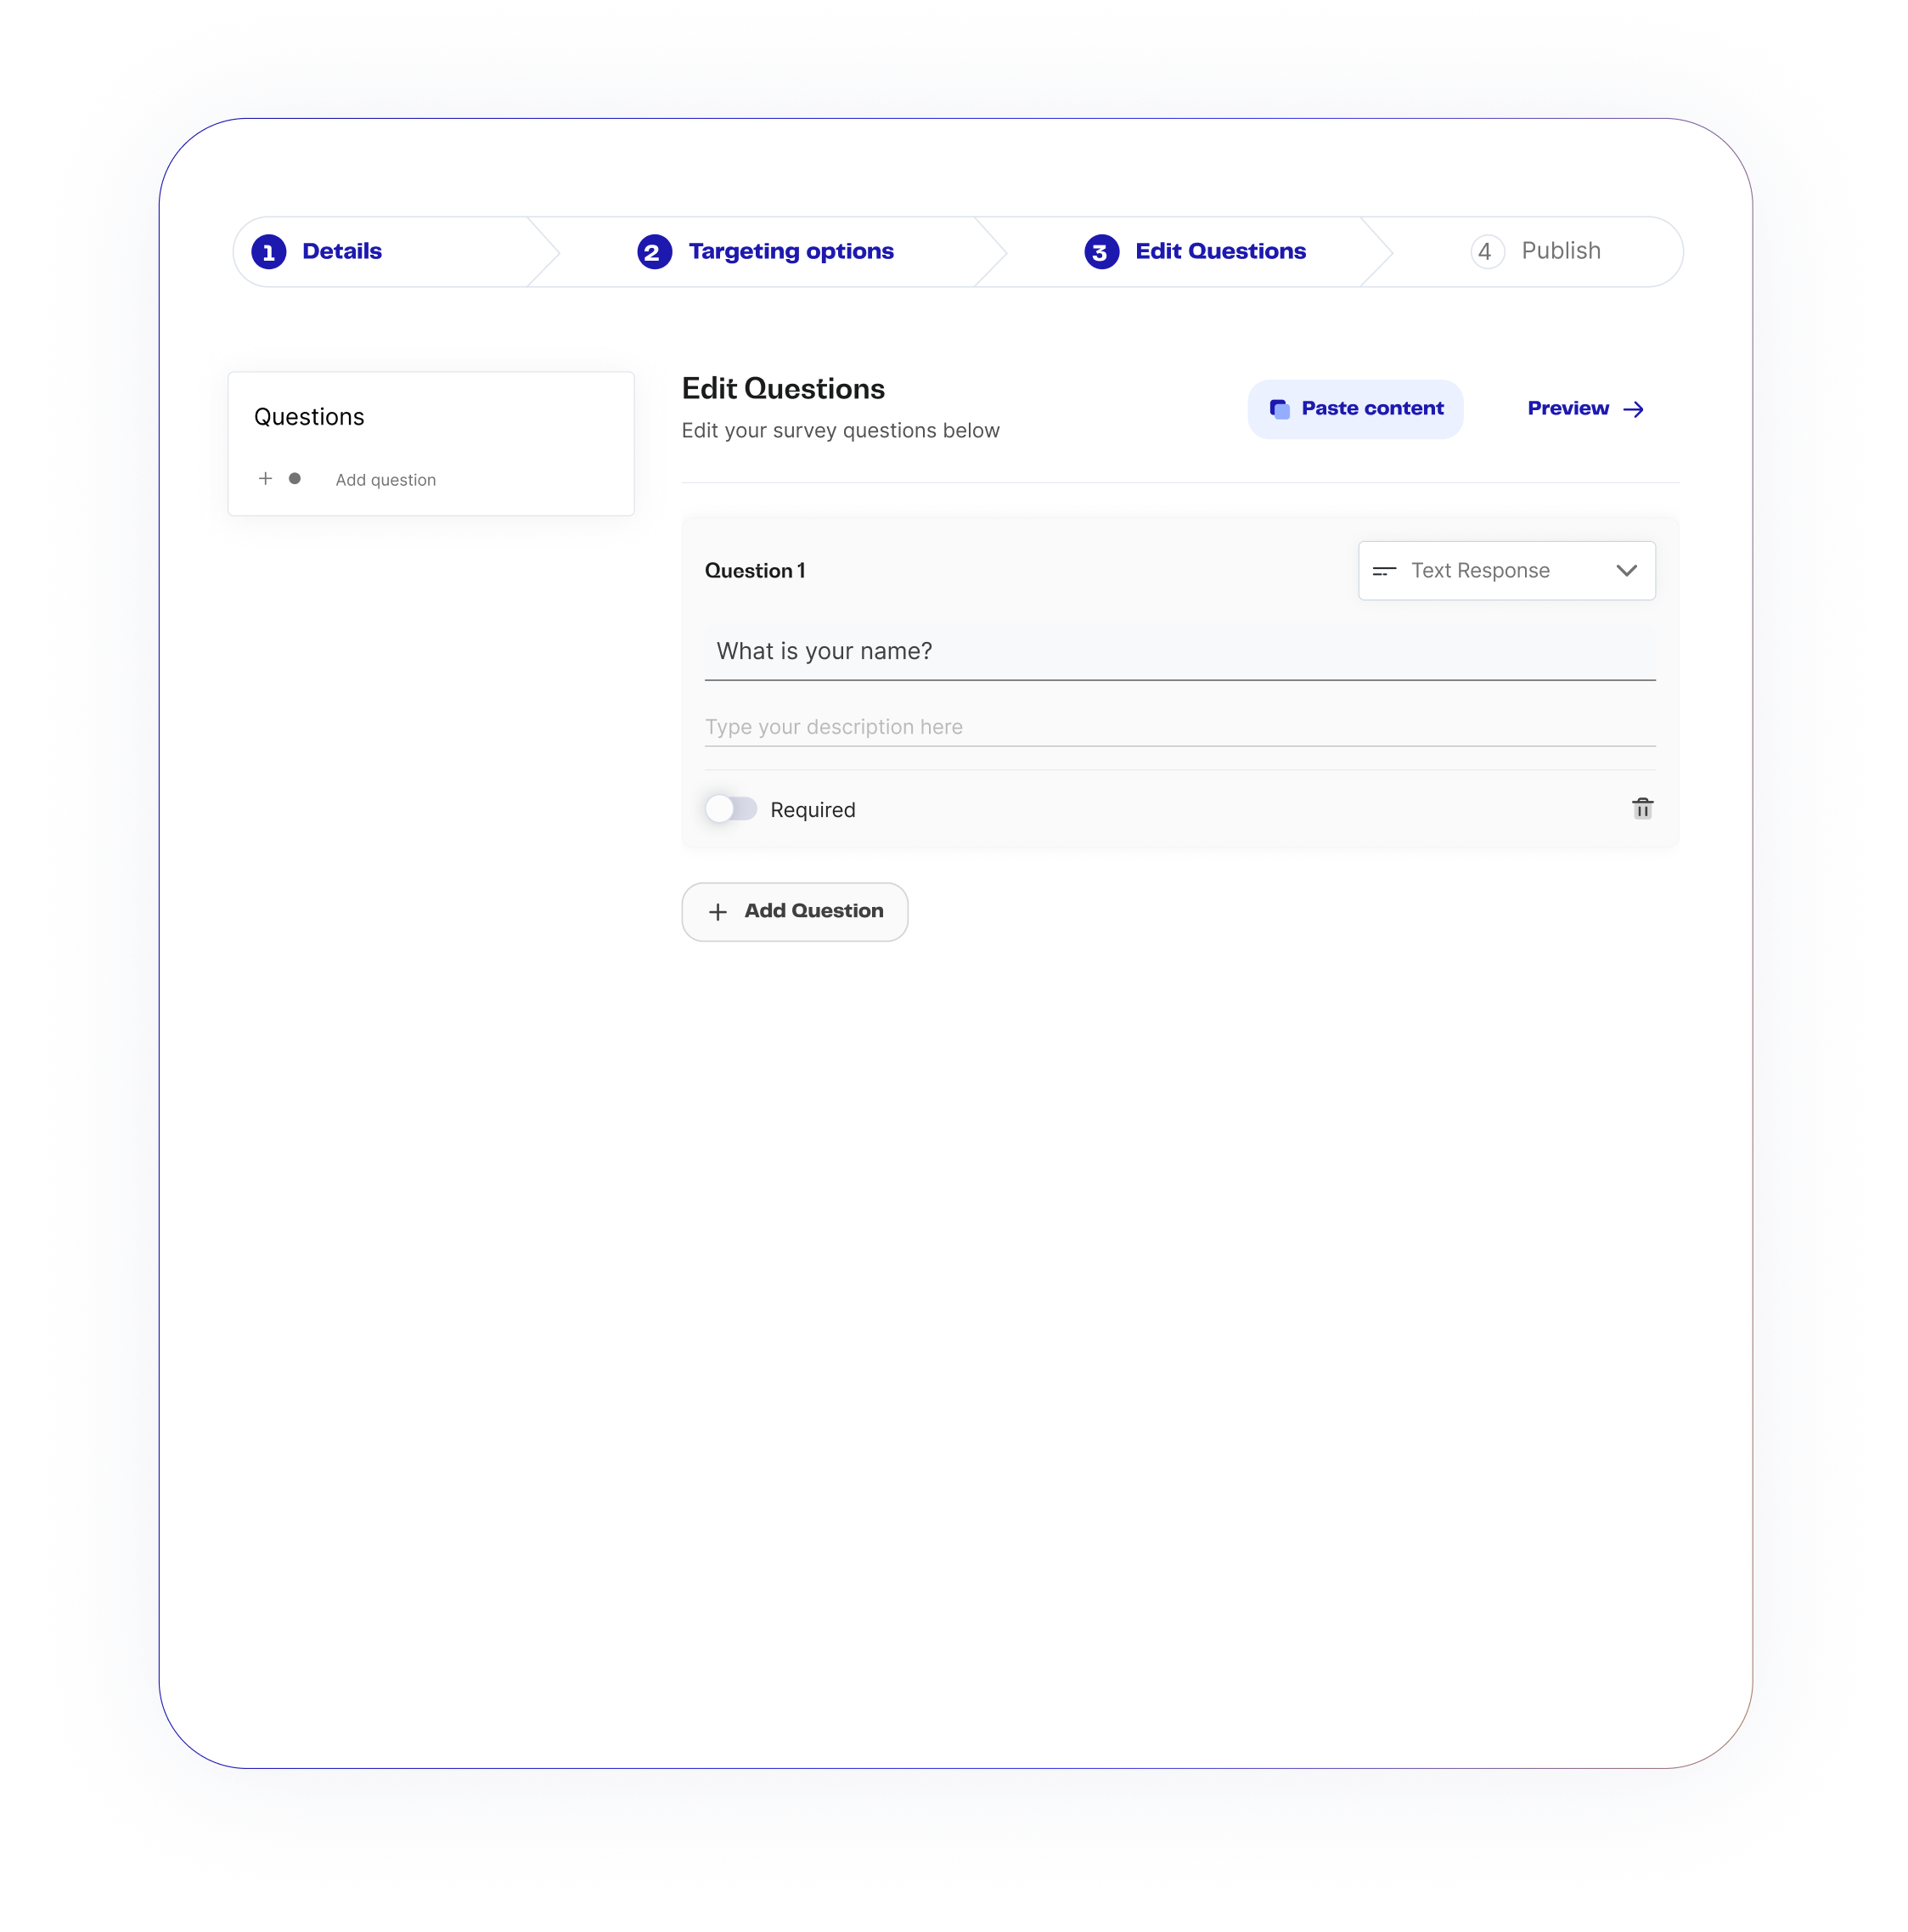 1 Details 2 Targeting options 3 Edit Questions 4 Publish
Questions
Add question
Edit Questions
Edit your survey questions below
Paste content
Preview
Question 1
Text Response
What is your name?
Type your description here
Required
Add Question